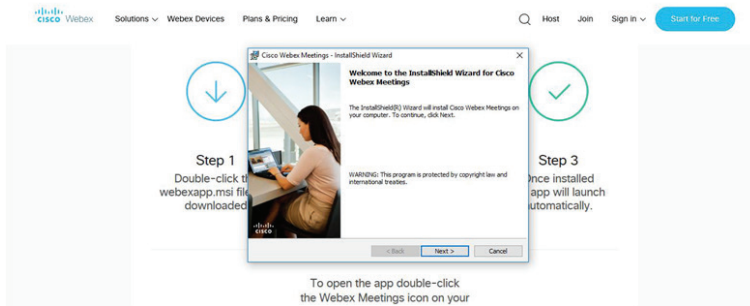 CISCO Webex Solutions Webex Devices Plans & Pricing Learn Host Join Sign in Start for Free
Cisco Webex Meetings - InstallShield Wizard
Welcome to the InstallShield Wizard for Cisco
Webex Meetings
The InstallShield(R) Wizard will install Cisco Webex Meetings on
your computer. To continue, click Next.
WARNING: This program is protected by copyright law and
international treaties.
CISCO
< Back Next > Cancel
Step 1
Double-click th
webexapp.msi file
downloaded
Step 3
Once installed
app will launch
automatically.
To open the app double-click
the Webex Meetings icon on your